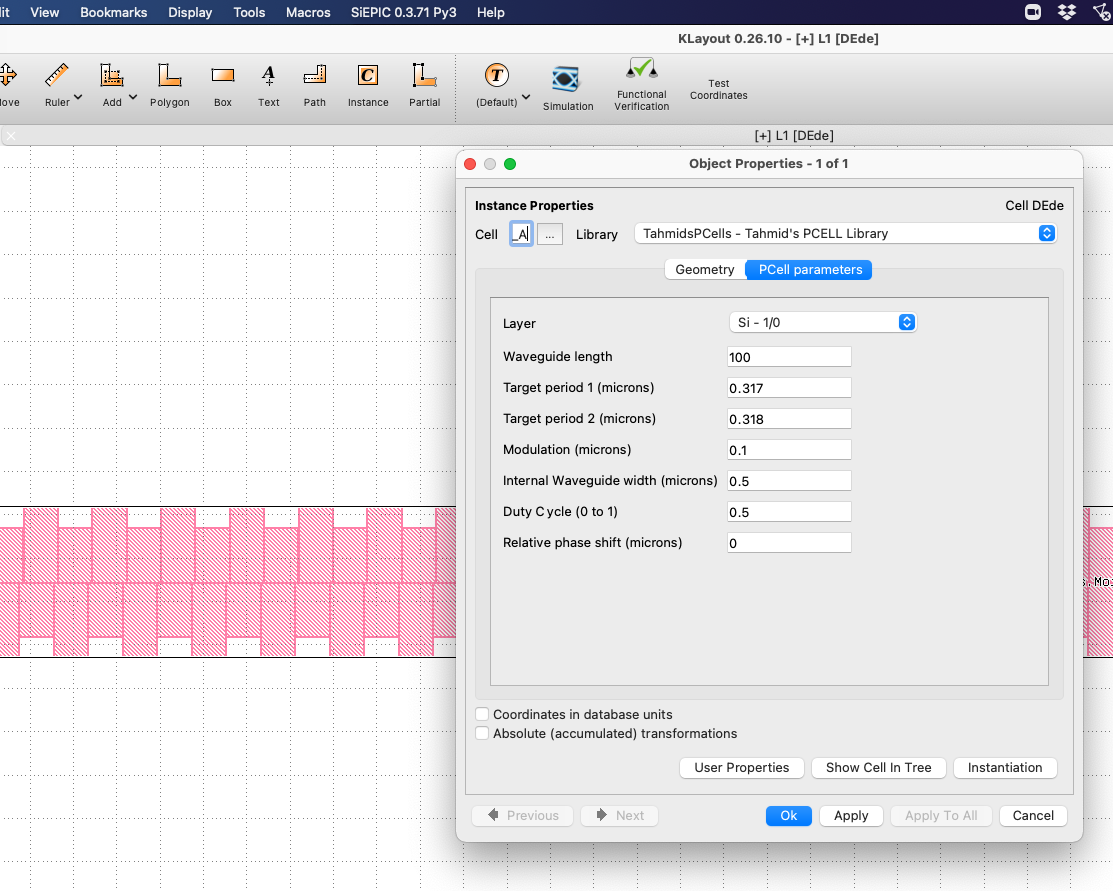 it View Bookmarks Display Tools Macros SiEPIC 0.3.71 Py3 Help
KLayout 0.26.10 - [+] L1 [DEde]
ove Ruler Add Polygon Box Text Path Instance Partial (Default) Simulation Functional Verification Test Coordinates
[+] L1 [DEde]
Object Properties - 1 of 1
Instance Properties Cell DEde
Cell _A ... Library TahmidsPCells - Tahmid's PCELL Library
Geometry PCell parameters
Layer Si - 1/0
Waveguide length 100
Target period 1 (microns) 0.317
Target period 2 (microns) 0.318
Modulation (microns) 0.1
Internal Waveguide width (microns) 0.5
Duty Cycle (0 to 1) 0.5
Relative phase shift (microns) 0
s.Mo
Coordinates in database units
Absolute (accumulated) transformations
User Properties Show Cell In Tree Instantiation
Previous Next Ok Apply Apply To All Cancel